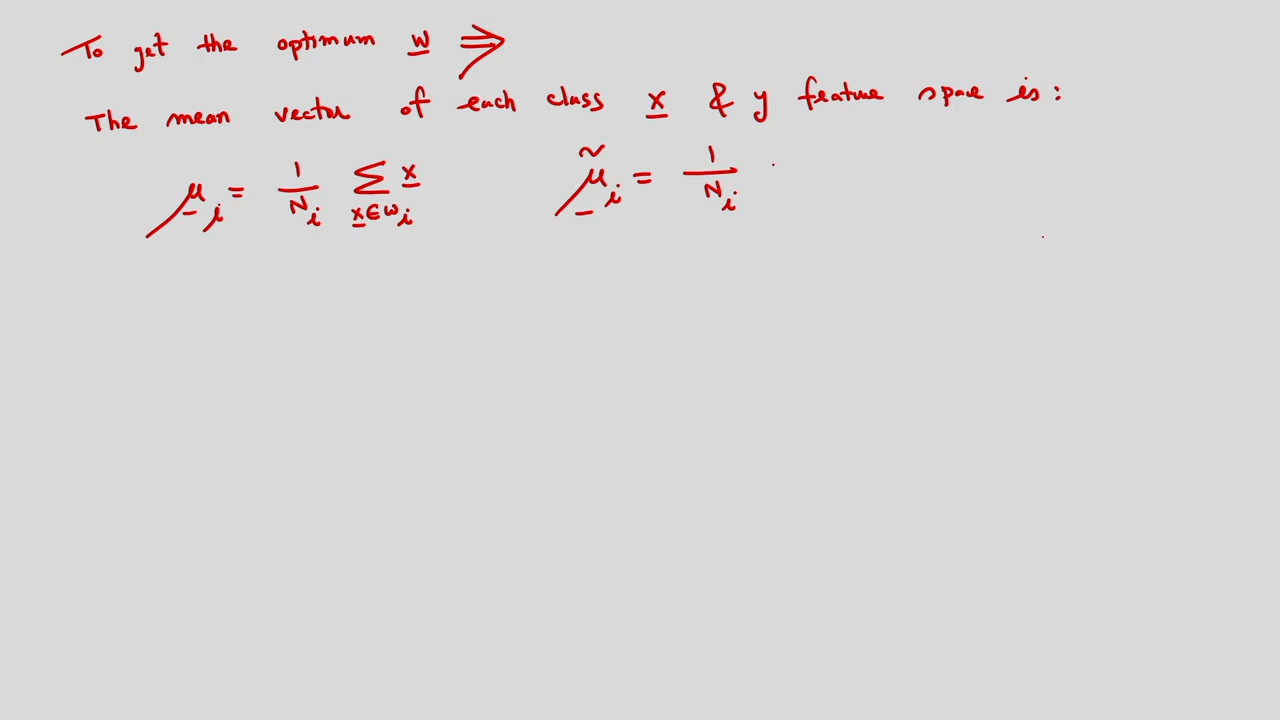 To get the optimum w ⇒
The mean vector of each class x & y feature space is:
μ_i = 1/N_i Σ_{x∈ω_i} x    μ̃_i = 1/N_i